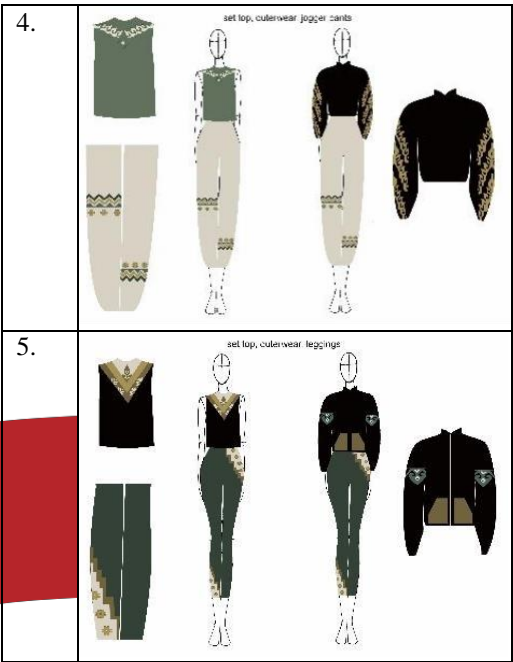 4.
set top, outerwear, jogger pants
5.
set top, outerwear, leggings